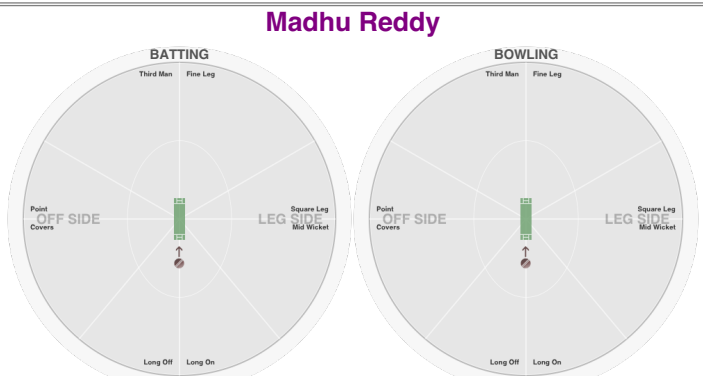 Madhu Reddy
BATTING
Third Man Fine Leg
Point
OFF SIDE
Covers
Square Leg
LEG SIDE
Mid Wicket
Long Off Long On
BOWLING
Third Man Fine Leg
Point
OFF SIDE
Covers
Square Leg
LEG SIDE
Mid Wicket
Long Off Long On